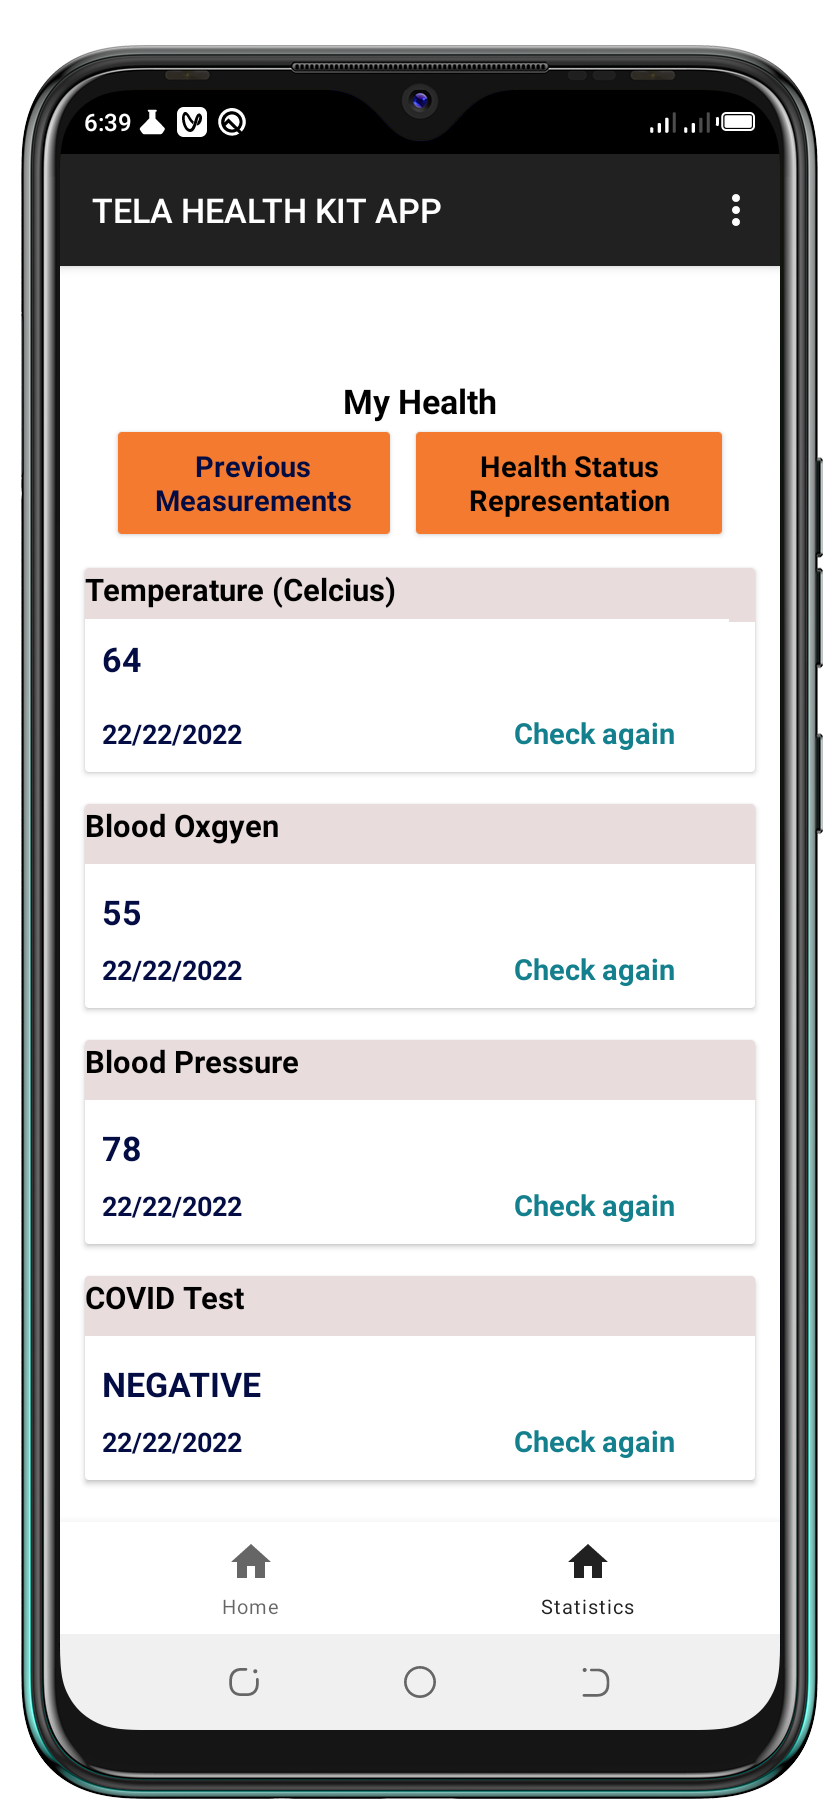 6:39
TELA HEALTH KIT APP
My Health
Previous
Measurements
Health Status
Representation
Temperature (Celcius)
64
22/22/2022
Check again
Blood Oxgyen
55
22/22/2022
Check again
Blood Pressure
78
22/22/2022
Check again
COVID Test
NEGATIVE
22/22/2022
Check again
Home
Statistics